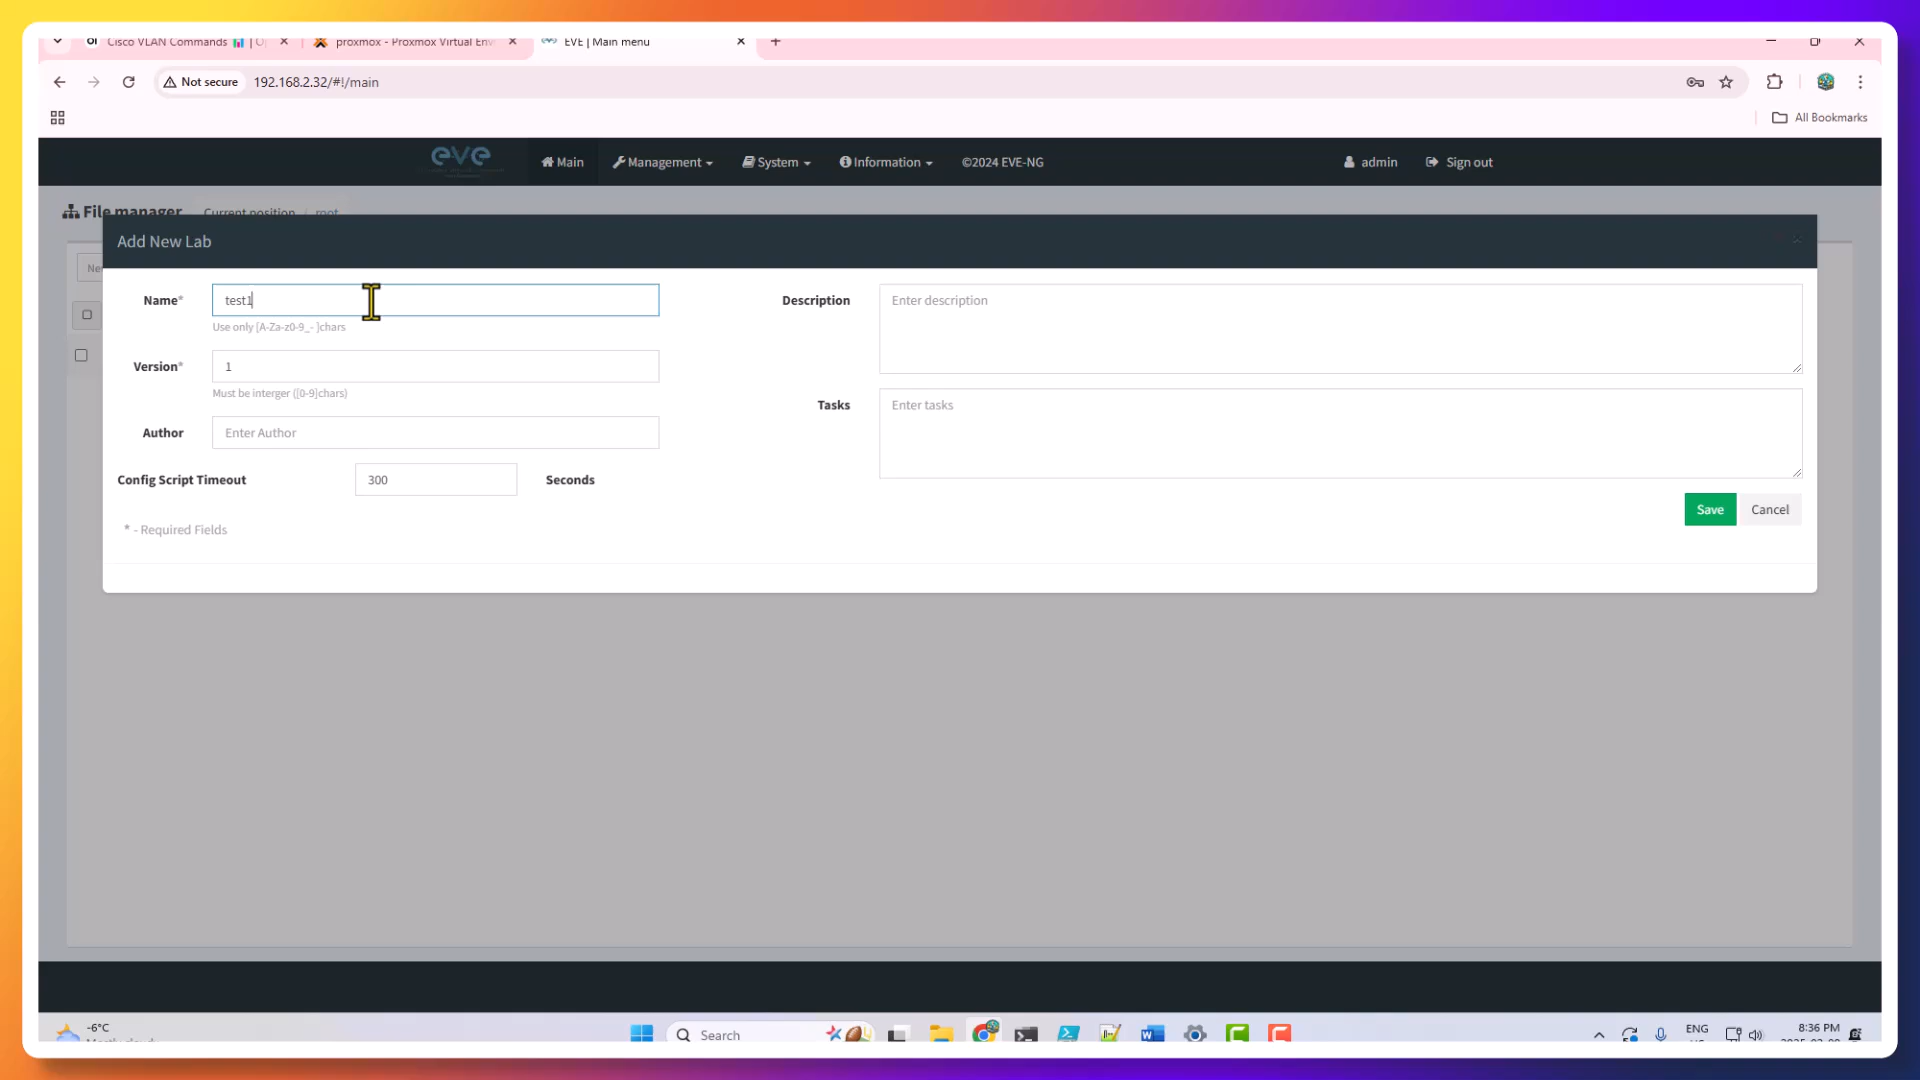 Cisco VLAN Commands
proxmox - Proxmox Virtual Env
EVE | Main menu
Not secure
192.168.2.32/#!/main
All Bookmarks
eve
Main
Management
System
Information
©2024 EVE-NG
admin
Sign out
File manager
Current position / root
Add New Lab
Ne
Name*
test1
Use only [A-Za-z0-9_- ]chars
Version*
1
Must be interger ([0-9]chars)
Author
Enter Author
Config Script Timeout
300
Seconds
* - Required Fields
Description
Enter description
Tasks
Enter tasks
Save
Cancel
-6°C
Mostly cloud
Search
ENG
8:36 PM